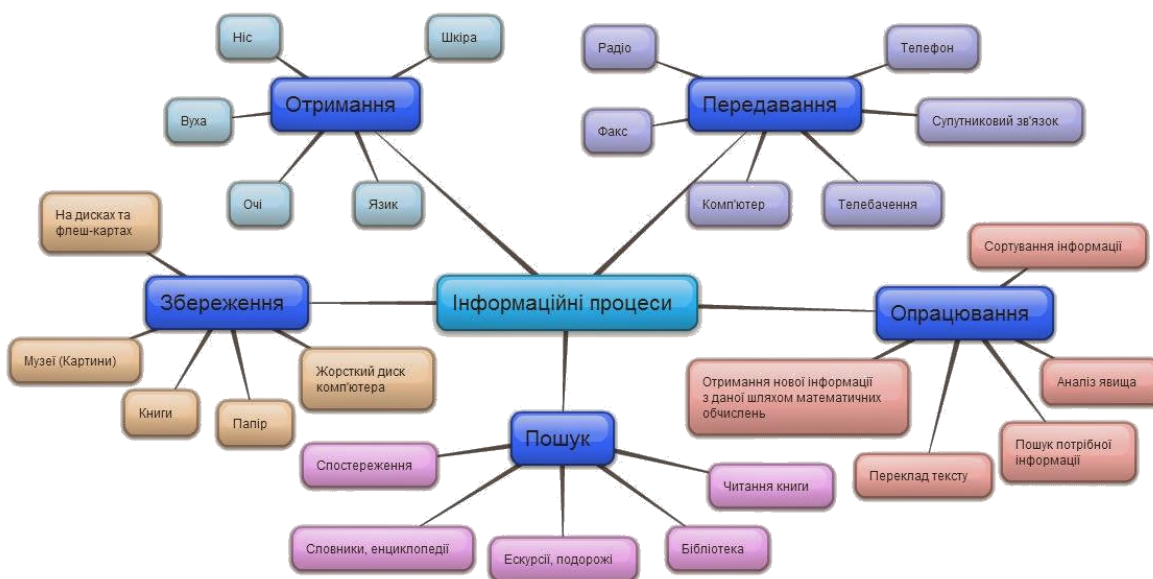 Ніс
Шкіра
Отримання
Вуха
Очі
Язик
Радіо
Телефон
Передавання
Факс
Супутниковий зв'язок
Комп'ютер
Телебачення
На дисках та
флеш-картах
Збереження
Музеї (Картини)
Книги
Папір
Жорсткий диск
комп'ютера
Інформаційні процеси
Сортування інформації
Опрацювання
Отримання нової інформації
з даної шляхом математичних
обчислень
Аналіз явища
Переклад тексту
Пошук потрібної
інформації
Пошук
Спостереження
Читання книги
Словники, енциклопедії
Ескурсії, подорожі
Бібліотека